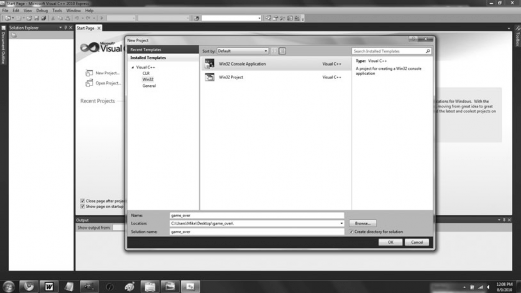 Start Page - Microsoft Visual C++ 2010 Express
File Edit View Debug Tools Window Help
Solution Explorer
Start Page
Visual
New Project...
Open Project...
Recent Projects
Close page after project
Show page on startup
Output
Show output from:
New Project
Recent Templates
Installed Templates
Visual C++
CLR
Win32
General
Sort by: Default
Win32 Console Application Visual C++
Win32 Project Visual C++
Search Installed Templates
Type: Visual C++
A project for creating a Win32 console
application
Name: game_over
Location: C:\Users\Mike\Desktop\game_over\
Browse...
Solution name: game_over
Create directory for solution
OK Cancel
12:08 PM